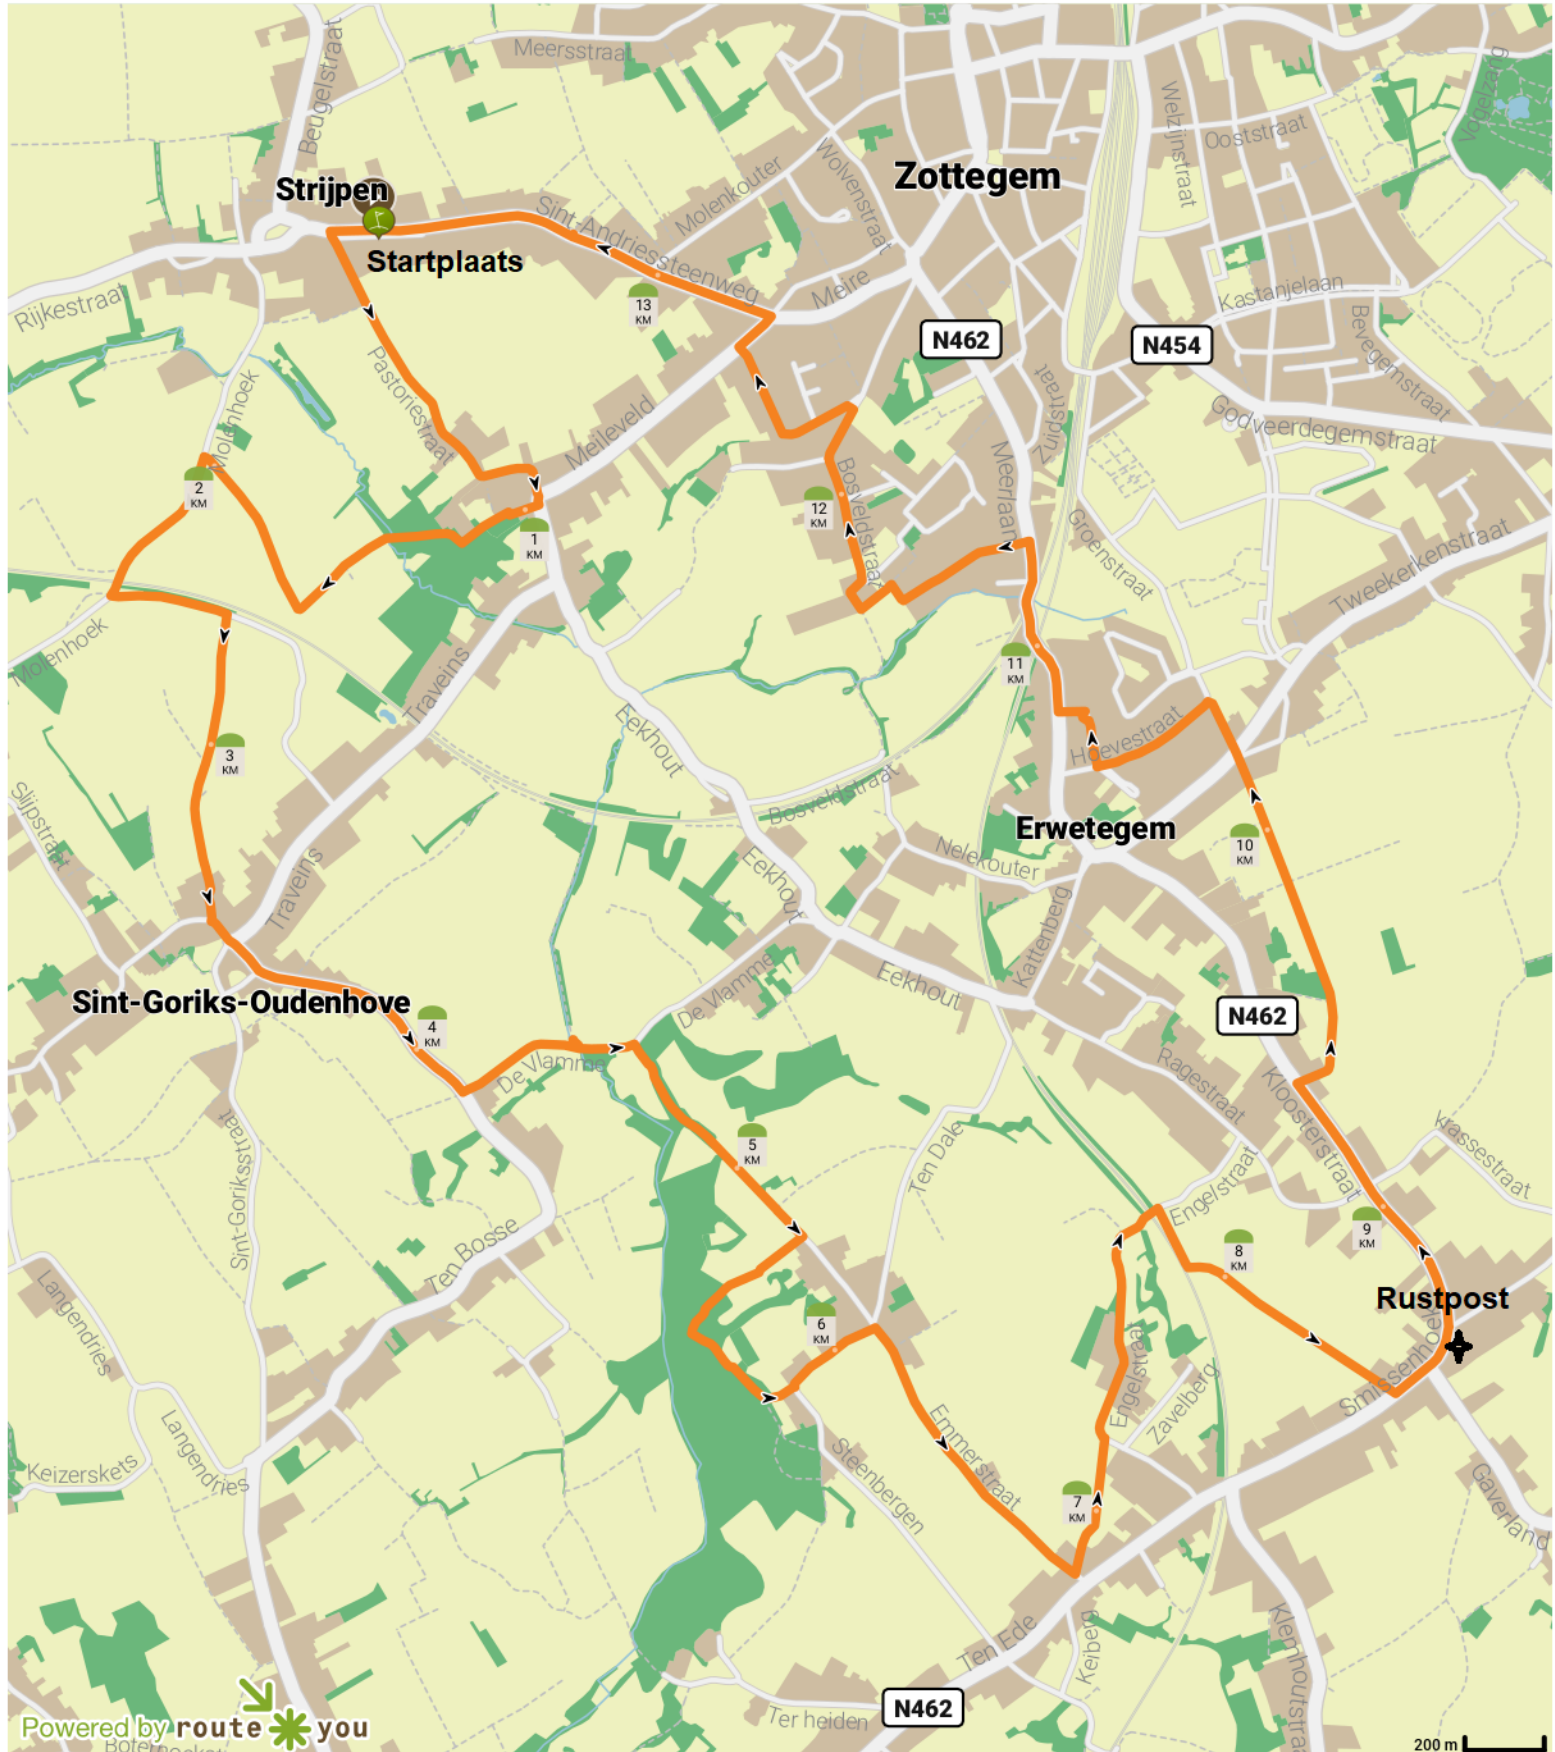 Meersstraat
Beugelstraat
Vogelzang
Welzijnstraat
Ooststraat
Wolvenstraat
Molenkouter
Zottegem
Strijpen
Startplaats
Sint-Andriessteenweg
Meire
Kastanjelaan
Rijkestraat
13
KM
N462
N454
Bevegemstraat
Pastoriestraat
Molenhoek
Meileveld
Zuidstraat
Godveerdegemstraat
Meerlaan
Bosveldstraat
2
KM
12
KM
1
KM
Groenstraat
Tweekerkenstraat
Molenhoek
Traveins
11
KM
Eekhout
Hoevestraat
3
KM
Slijpstraat
Bosveldstraat
Erwetegem
10
KM
Nelekouter
Eekhout
Traveins
Kattenberg
De Vlamme
Eekhout
Sint-Goriks-Oudenhove
4
KM
N462
De Vlamme
Ragestraat
Kloosterstraat
Krassestraat
Sint-Goriksstraat
5
KM
Ten Dale
Engelstraat
9
KM
8
KM
Ten Bosse
Langendries
Rustpost
6
KM
Smissenhoek
Engelstraat
Zavelberg
Emmerstraat
Langendries
Keizerskets
Steenbergen
7
KM
Gaverland
Ten Ede
Keiberg
Klemhoutstraat
N462
Ter heiden
Powered by route you
200 m